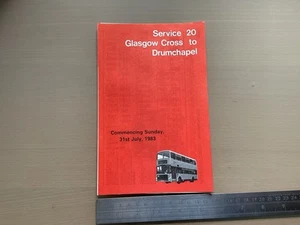 Service 20
Glasgow Cross to
Drumchapel
Commencing Sunday,
31st July, 1983